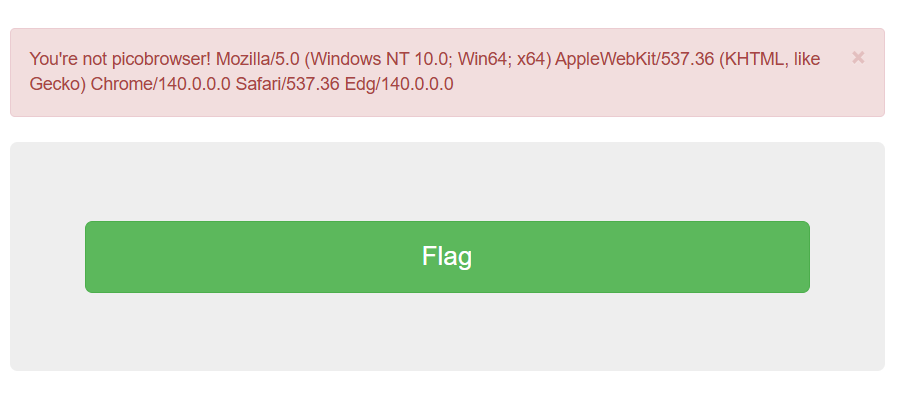 You're not picobrowser! Mozilla/5.0 (Windows NT 10.0; Win64; x64) AppleWebKit/537.36 (KHTML, like
Gecko) Chrome/140.0.0.0 Safari/537.36 Edg/140.0.0.0
×
Flag